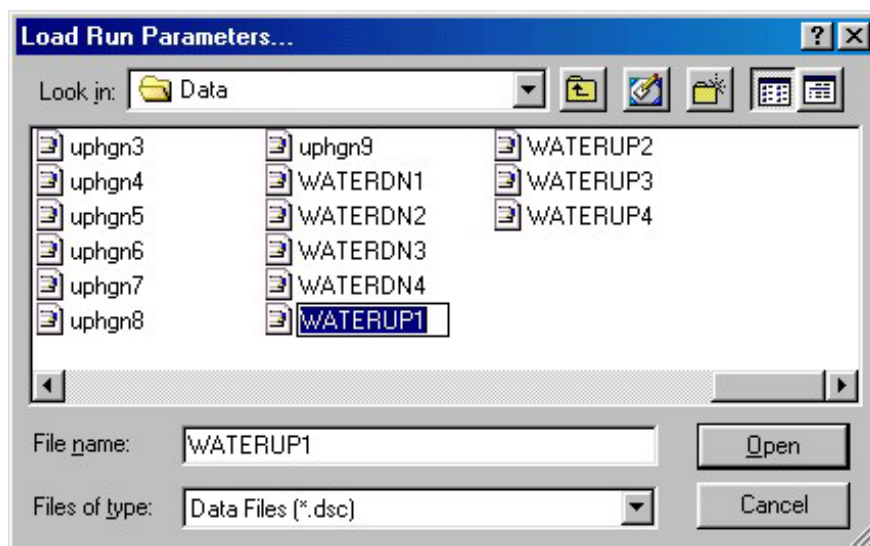 Load Run Parameters...
Look in: Data
uphgn3
uphgn4
uphgn5
uphgn6
uphgn7
uphgn8
uphgn9
WATERDN1
WATERDN2
WATERDN3
WATERDN4
WATERUP1
WATERUP2
WATERUP3
WATERUP4
File name: WATERUP1
Open
Files of type: Data Files (*.dsc)
Cancel